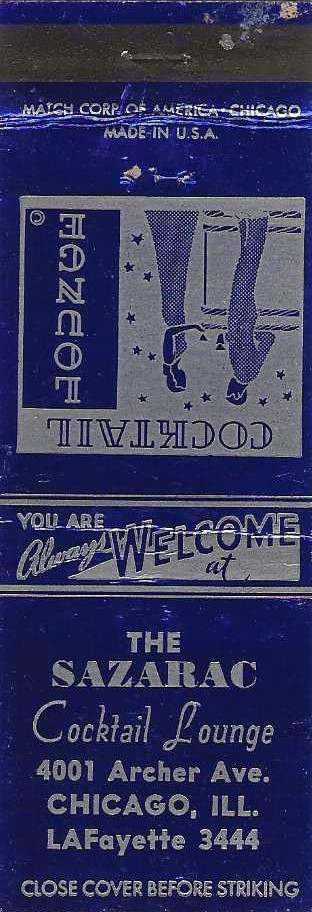 MATCH CORP. OF AMERICA · CHICAGO
MADE IN U.S.A.
COCKTAIL
LOUNGE
©
YOU ARE
Always WELCOME
at
THE
SAZARAC
Cocktail Lounge
4001 Archer Ave.
CHICAGO, ILL.
LAFayette 3444
CLOSE COVER BEFORE STRIKING